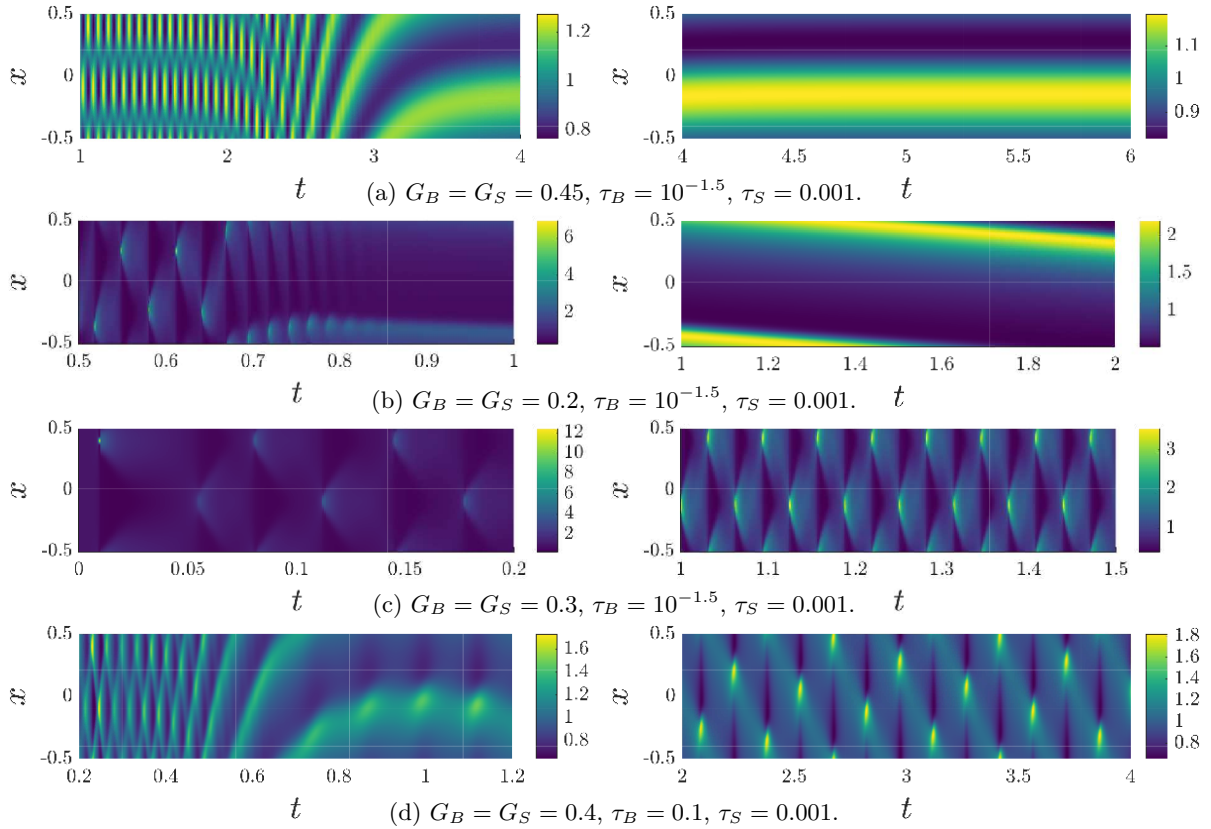 0.5
x 0
-0.5
1 2 3 4
t
1.2
1
0.8
0.5
x 0
-0.5
4 4.5 5 5.5 6
t
1.1
1
0.9
(a) G_B = G_S = 0.45, τ_B = 10^{-1.5}, τ_S = 0.001.
0.5
x 0
-0.5
0.5 0.6 0.7 0.8 0.9 1
t
6
4
2
0.5
x 0
-0.5
1 1.2 1.4 1.6 1.8 2
t
2
1.5
1
(b) G_B = G_S = 0.2, τ_B = 10^{-1.5}, τ_S = 0.001.
0.5
x 0
-0.5
0 0.05 0.1 0.15 0.2
t
12
10
8
6
4
2
0.5
x 0
-0.5
1 1.1 1.2 1.3 1.4 1.5
t
3
2
1
(c) G_B = G_S = 0.3, τ_B = 10^{-1.5}, τ_S = 0.001.
0.5
x 0
-0.5
0.2 0.4 0.6 0.8 1 1.2
t
1.6
1.4
1.2
1
0.8
0.5
x 0
-0.5
2 2.5 3 3.5 4
t
1.8
1.6
1.4
1.2
1
0.8
(d) G_B = G_S = 0.4, τ_B = 0.1, τ_S = 0.001.